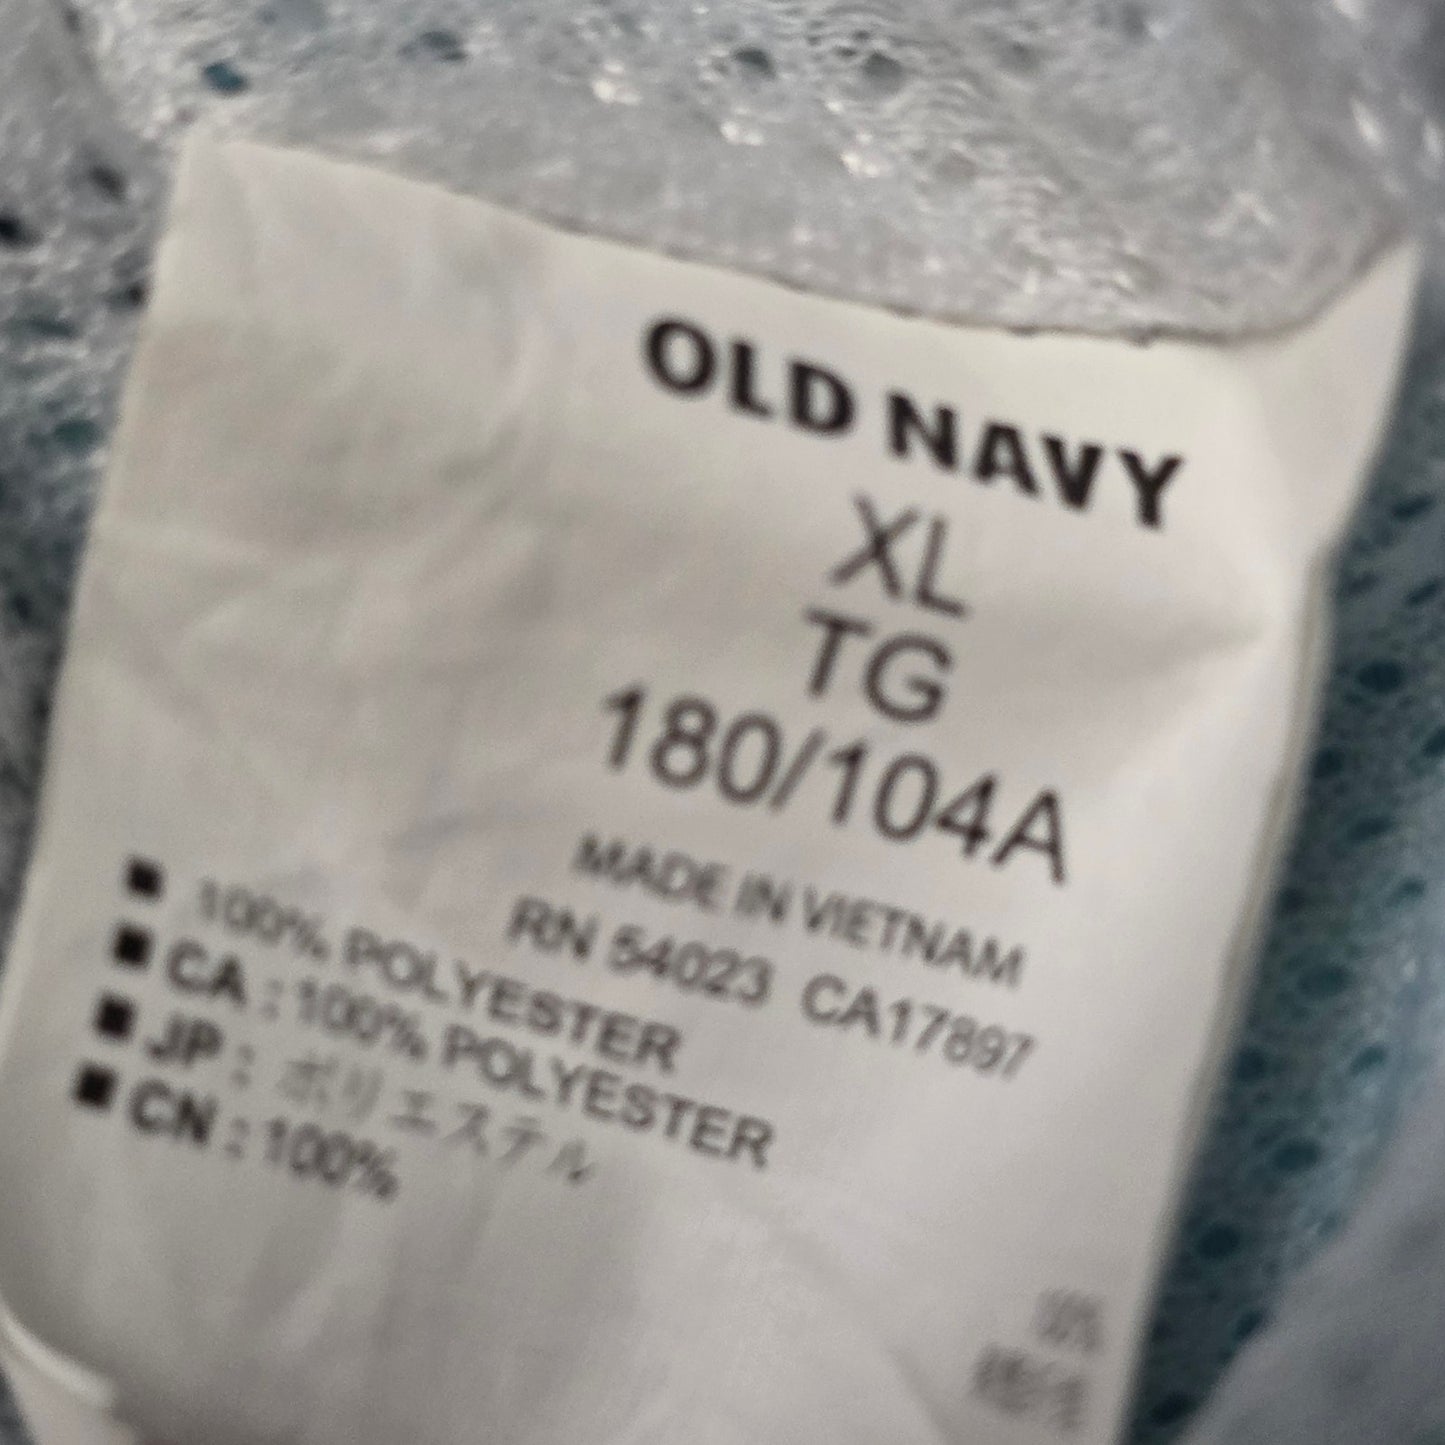 OLD NAVY
XL
TG
180/104A
MADE IN VIETNAM
RN 54023 CA17897
■ 100% POLYESTER
■ CA : 100% POLYESTER
■ JP : ポリエステル
■ CN : 100%